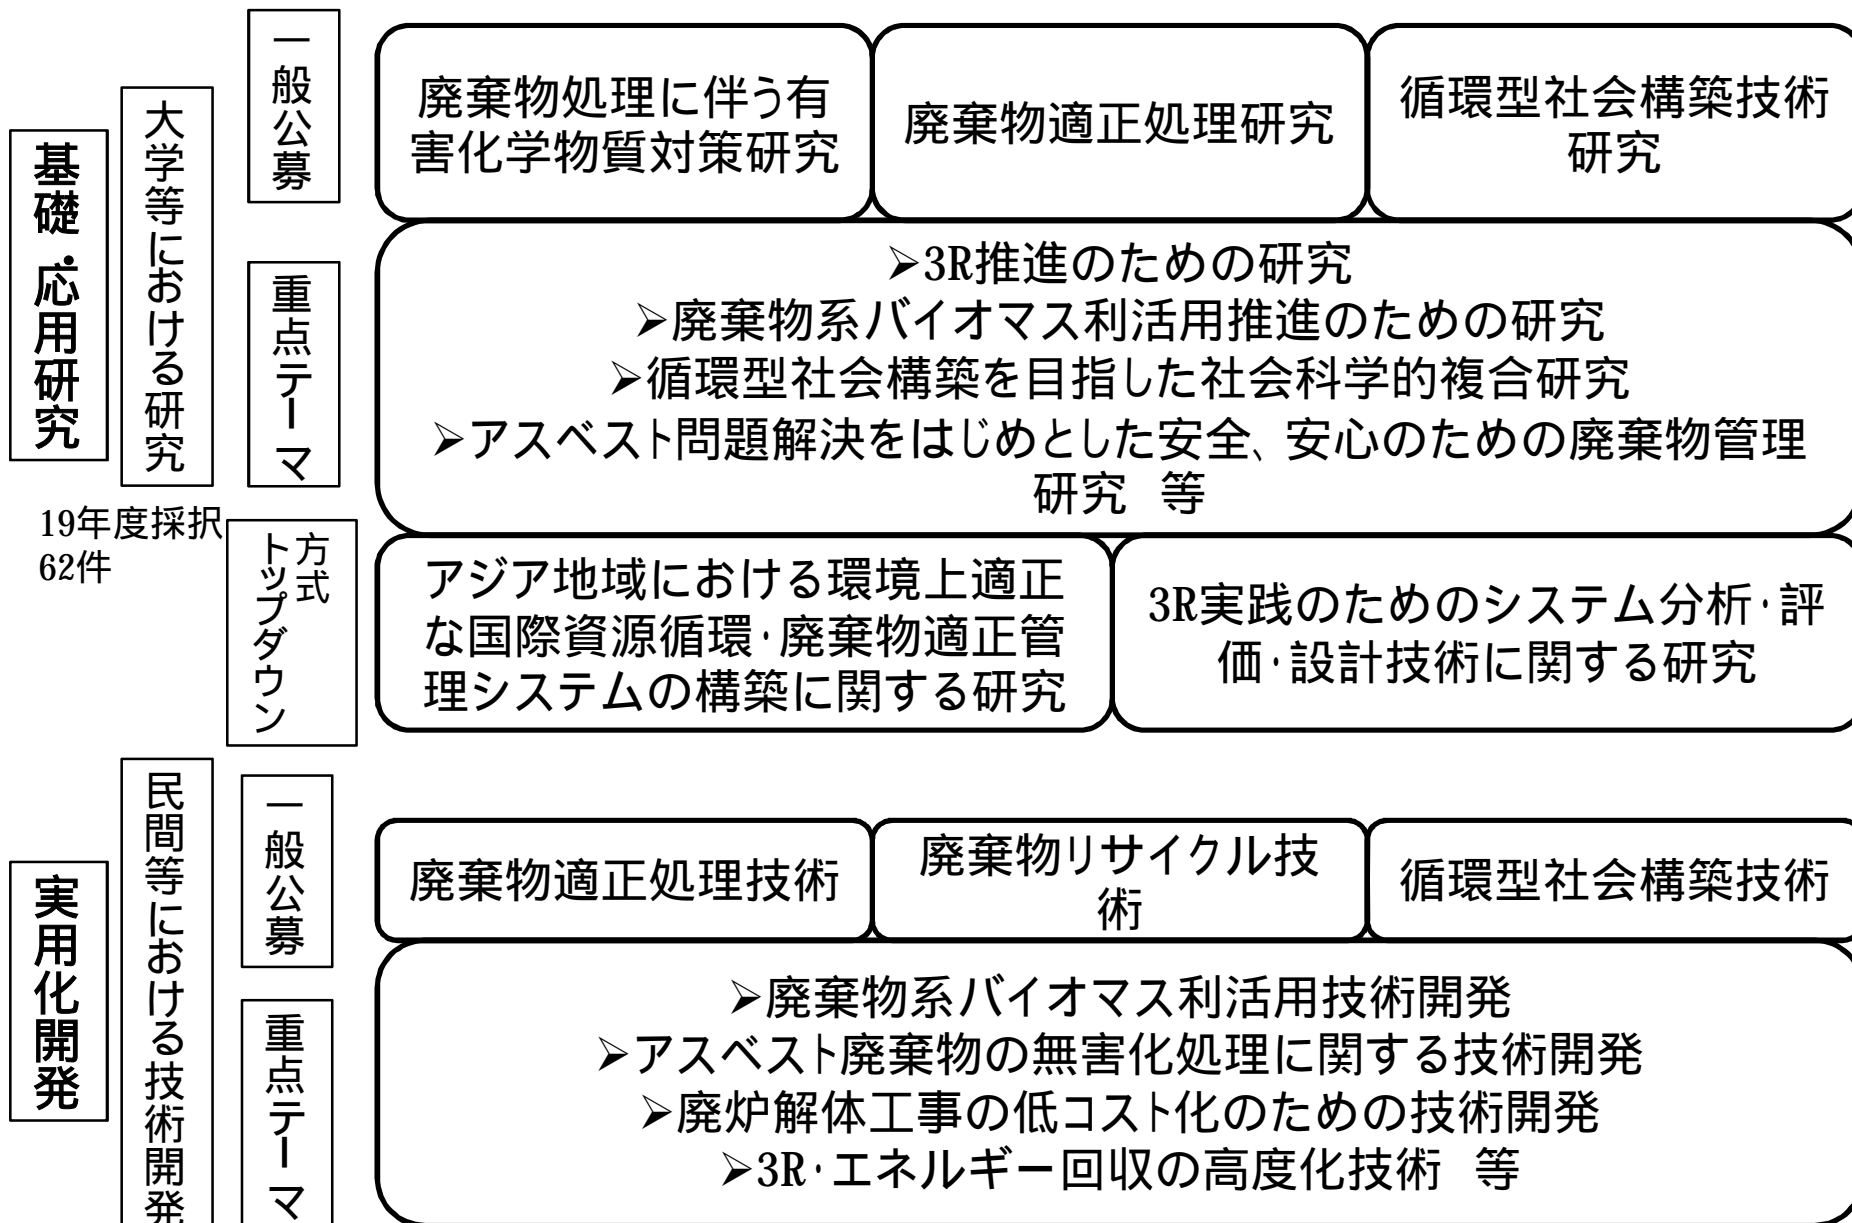 基礎・応用研究
大学等における研究
19年度採択
62件
一般公募
廃棄物処理に伴う有
害化学物質対策研究
廃棄物適正処理研究
循環型社会構築技術
研究
重点テーマ
➢3R推進のための研究
➢廃棄物系バイオマス利活用推進のための研究
➢循環型社会構築を目指した社会科学的複合研究
➢アスベスト問題解決をはじめとした安全、安心のための廃棄物管理
研究　等
トップダウン
方式
アジア地域における環境上適正
な国際資源循環・廃棄物適正管
理システムの構築に関する研究
3R実践のためのシステム分析・評
価・設計技術に関する研究
実用化開発
民間等における技術開発
一般公募
廃棄物適正処理技術
廃棄物リサイクル技
術
循環型社会構築技術
重点テーマ
➢廃棄物系バイオマス利活用技術開発
➢アスベスト廃棄物の無害化処理に関する技術開発
➢廃炉解体工事の低コスト化のための技術開発
➢3R・エネルギー回収の高度化技術　等